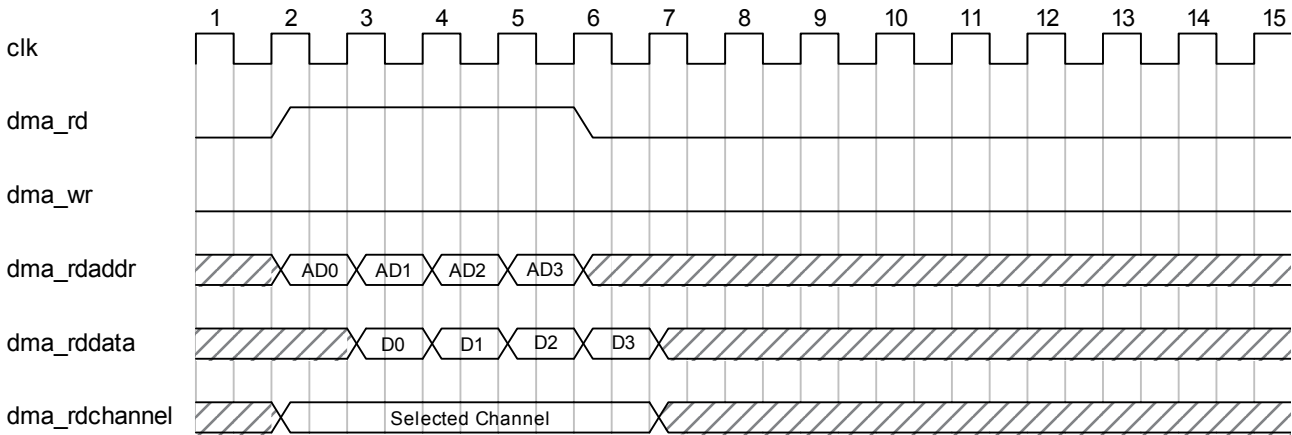 1 2 3 4 5 6 7 8 9 10 11 12 13 14 15
clk
dma_rd
dma_wr
dma_rdaddr AD0 AD1 AD2 AD3
dma_rddata D0 D1 D2 D3
dma_rdchannel Selected Channel